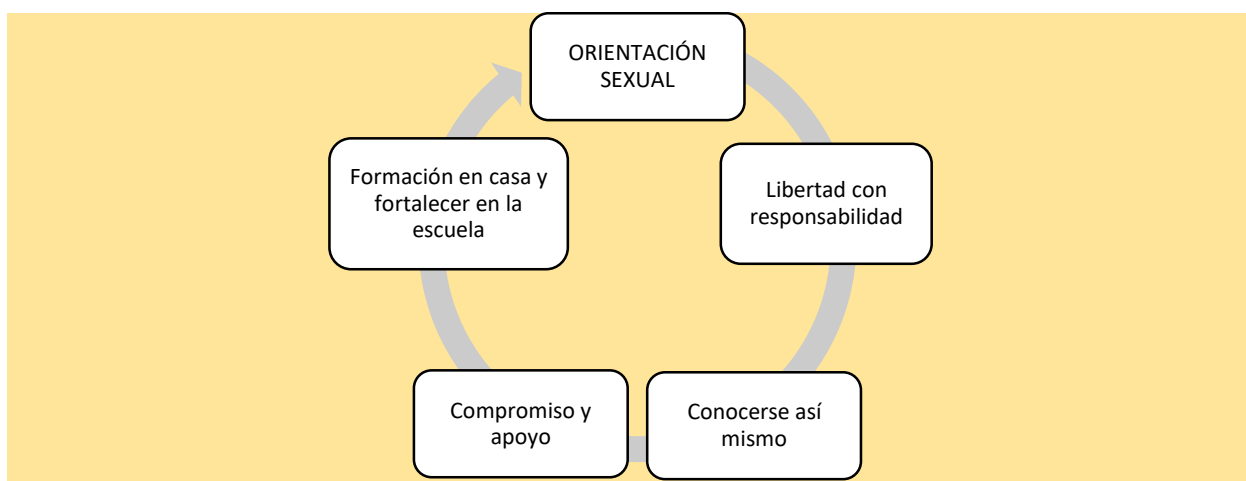 ORIENTACIÓN
SEXUAL
Libertad con
responsabilidad
Conocerse así
mismo
Compromiso y
apoyo
Formación en casa y
fortalecer en la
escuela